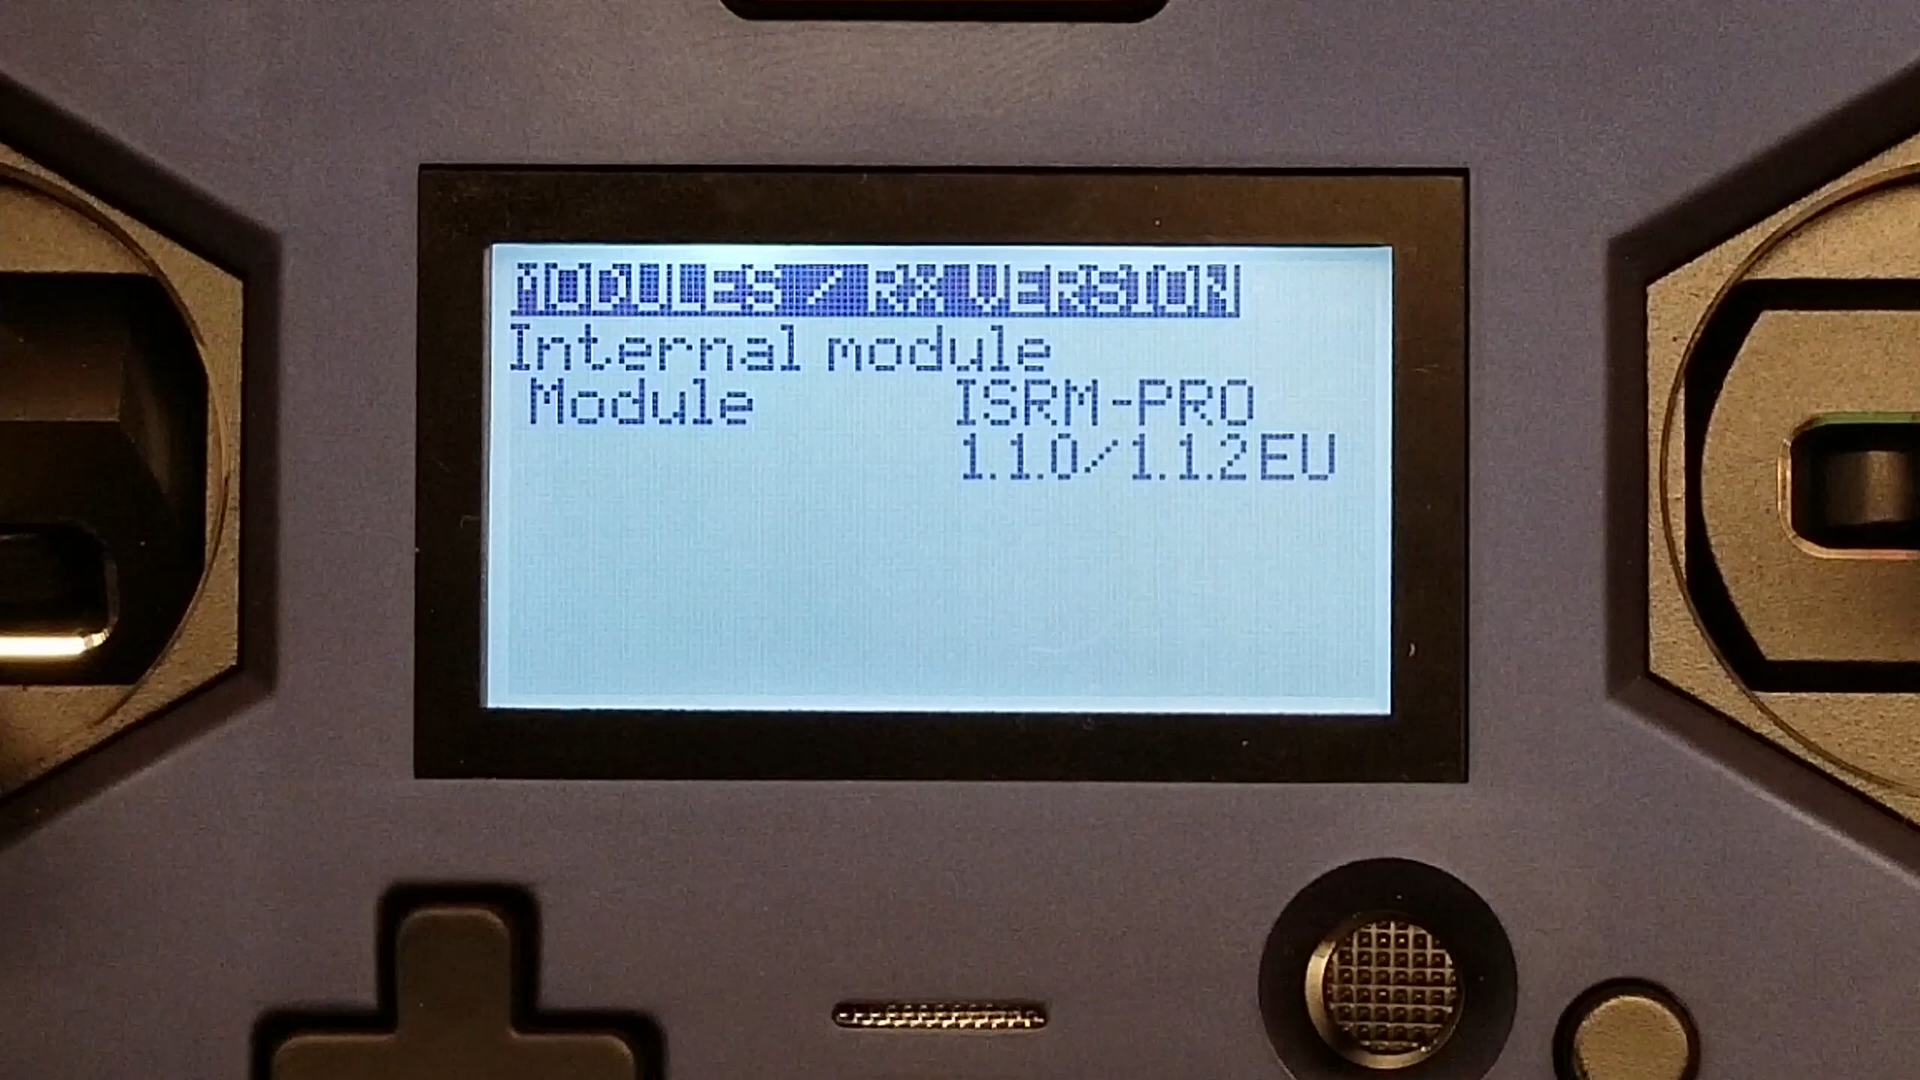 MODULES / RX VERSION
Internal module
Module ISRM-PRO
1.1.0/1.1.2EU